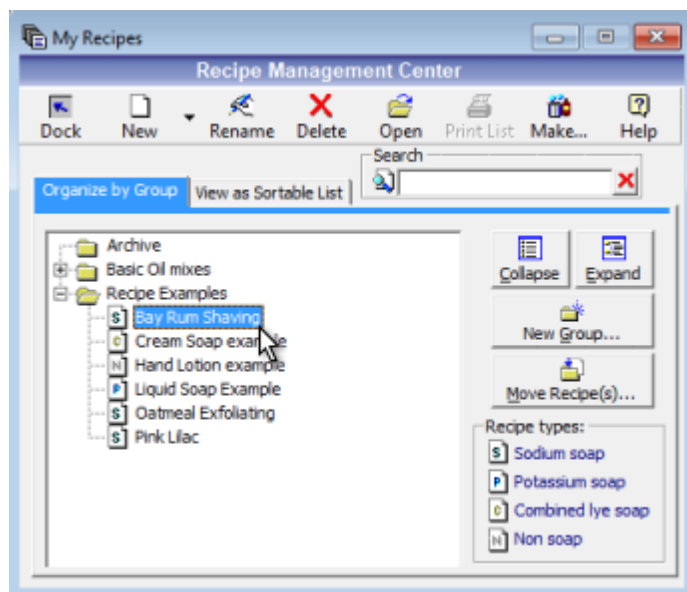 My Recipes
Recipe Management Center
Dock New Rename Delete Open Print List Make... Help
Search
Organize by Group View as Sortable List
Archive
Basic Oil mixes
Recipe Examples
S Bay Rum Shaving
C Cream Soap example
N Hand Lotion example
P Liquid Soap Example
S Oatmeal Exfoliating
S Pink Lilac
Collapse Expand
New Group...
Move Recipe(s)...
Recipe types:
S Sodium soap
P Potassium soap
C Combined lye soap
N Non soap